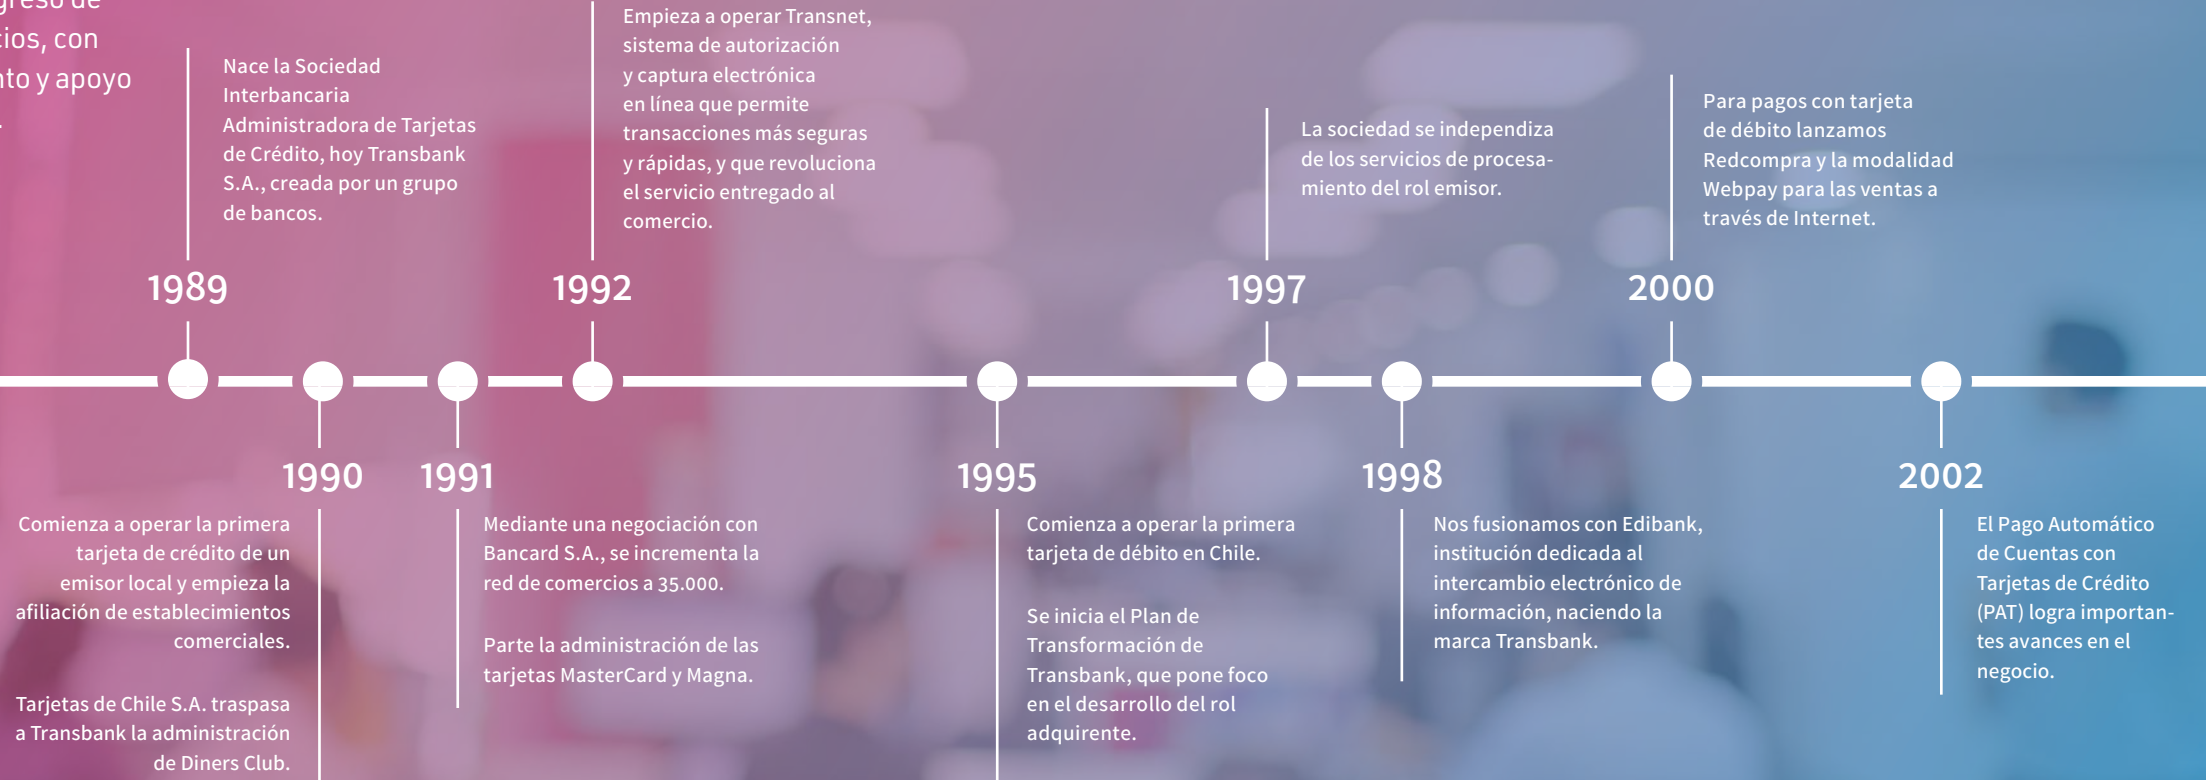 greso de
cios, con
nto y apoyo
.
Nace la Sociedad
Interbancaria
Administradora de Tarjetas
de Crédito, hoy Transbank
S.A., creada por un grupo
de bancos.
1989
Empieza a operar Transnet,
sistema de autorización
y captura electrónica
en línea que permite
transacciones más seguras
y rápidas, y que revoluciona
el servicio entregado al
comercio.
1992
La sociedad se independiza
de los servicios de procesa-
miento del rol emisor.
1997
Para pagos con tarjeta
de débito lanzamos
Redcompra y la modalidad
Webpay para las ventas a
través de Internet.
2000
1990
Comienza a operar la primera
tarjeta de crédito de un
emisor local y empieza la
afiliación de establecimientos
comerciales.
Tarjetas de Chile S.A. traspasa
a Transbank la administración
de Diners Club.
1991
Mediante una negociación con
Bancard S.A., se incrementa la
red de comercios a 35.000.
Parte la administración de las
tarjetas MasterCard y Magna.
1995
Comienza a operar la primera
tarjeta de débito en Chile.
Se inicia el Plan de
Transformación de
Transbank, que pone foco
en el desarrollo del rol
adquirente.
1998
Nos fusionamos con Edibank,
institución dedicada al
intercambio electrónico de
información, naciendo la
marca Transbank.
2002
El Pago Automático
de Cuentas con
Tarjetas de Crédito
(PAT) logra importan-
tes avances en el
negocio.